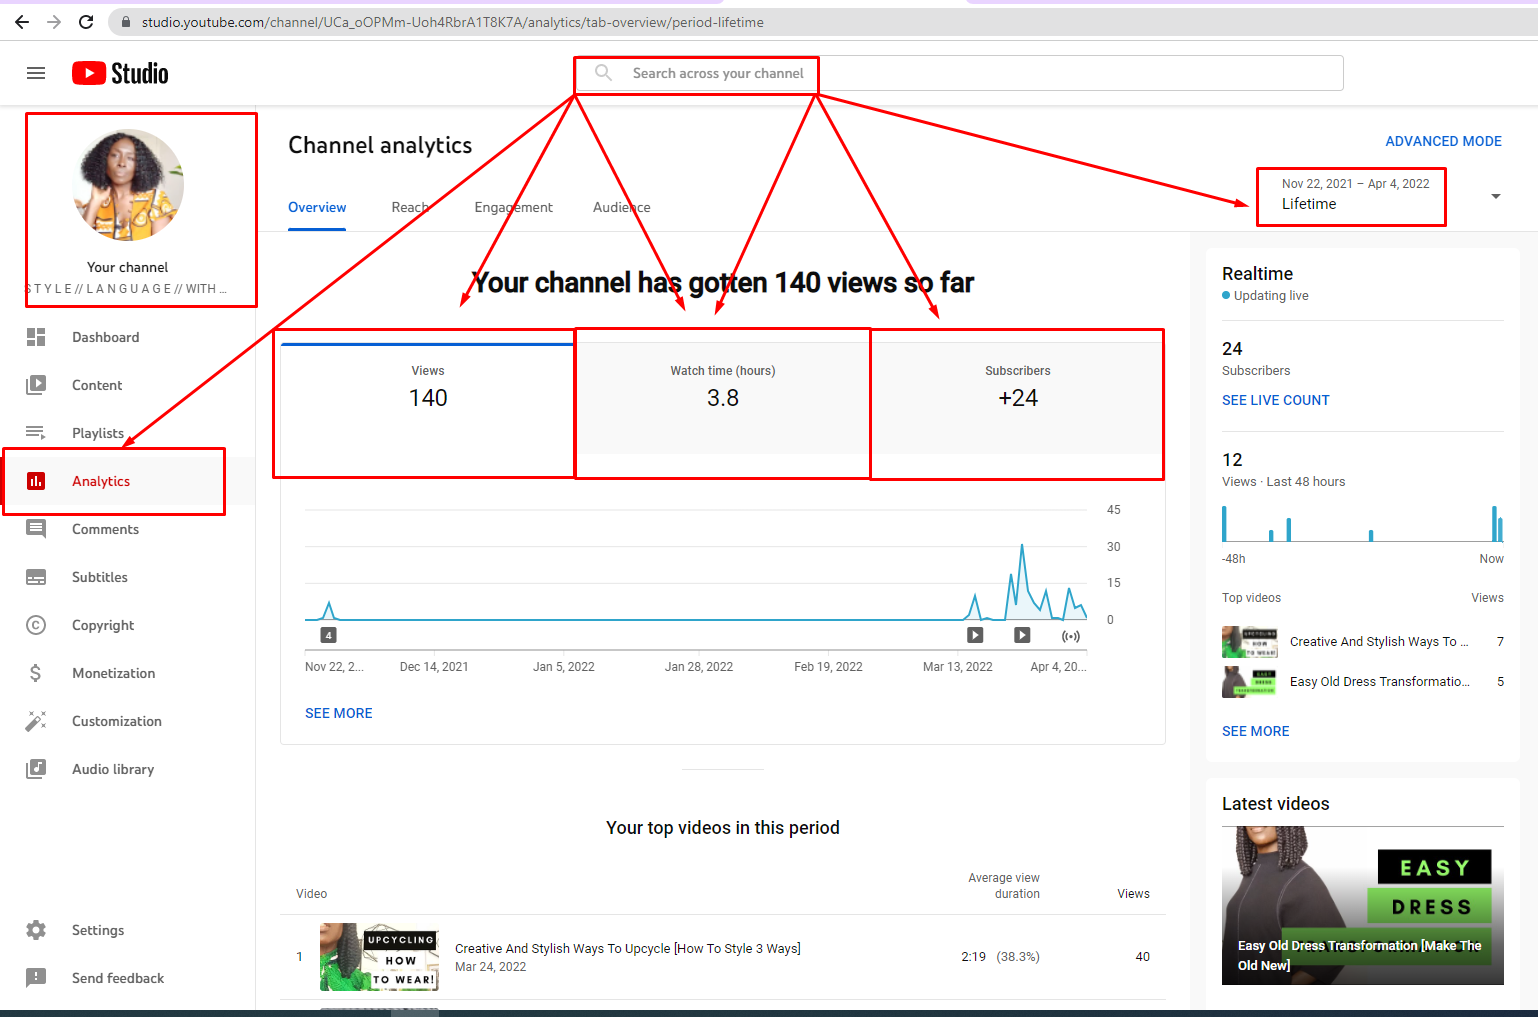 studio.youtube.com/channel/UCa_oOPMm-Uoh4RbrA1T8K7A/analytics/tab-overview/period-lifetime
Studio
Search across your channel
Your channel
STYLE//LANGUAGE//WITH ...
Dashboard
Content
Playlists
Analytics
Comments
Subtitles
Copyright
Monetization
Customization
Audio library
Settings
Send feedback
Channel analytics
ADVANCED MODE
Nov 22, 2021 – Apr 4, 2022
Lifetime
Overview
Reach
Engagement
Audience
Your channel has gotten 140 views so far
Views
140
Watch time (hours)
3.8
Subscribers
+24
45
30
15
0
4
Nov 22, 2...
Dec 14, 2021
Jan 5, 2022
Jan 28, 2022
Feb 19, 2022
Mar 13, 2022
Apr 4, 20...
SEE MORE
Your top videos in this period
Video
Average view
duration
Views
1
UPCYCLING
HOW
TO WEAR!
Creative And Stylish Ways To Upcycle [How To Style 3 Ways]
Mar 24, 2022
2:19 (38.3%)
40
Realtime
Updating live
24
Subscribers
SEE LIVE COUNT
12
Views · Last 48 hours
-48h
Now
Top videos
Views
UPCYCLING
HOW
TO WEAR!
Creative And Stylish Ways To ...
7
EASY
DRESS
Easy Old Dress Transformatio...
5
SEE MORE
Latest videos
EASY
DRESS
Easy Old Dress Transformation [Make The
Old New]